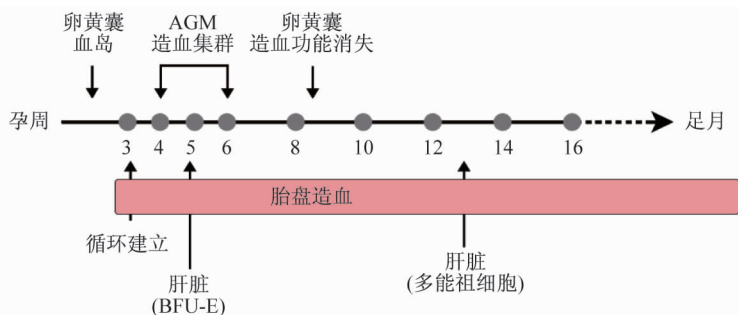 卵黄囊
血岛
AGM
造血集群
卵黄囊
造血功能消失
孕周
足月
3
4
5
6
8
10
12
14
16
胎盘造血
循环建立
肝脏
(BFU-E)
肝脏
(多能祖细胞)